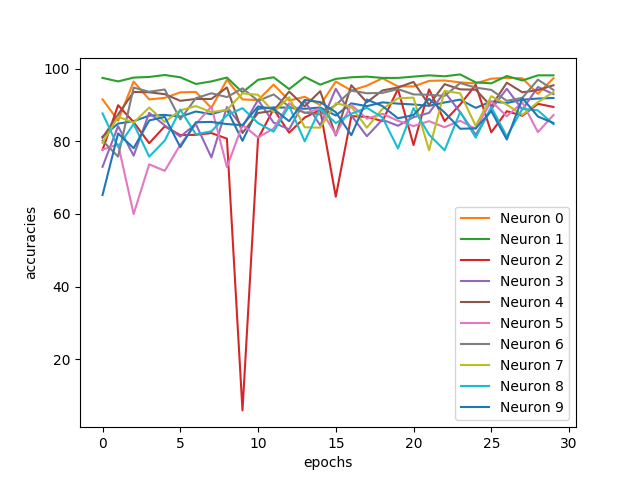 100
80
60
40
20
accuracies
0 5 10 15 20 25 30
epochs
Neuron 0
Neuron 1
Neuron 2
Neuron 3
Neuron 4
Neuron 5
Neuron 6
Neuron 7
Neuron 8
Neuron 9